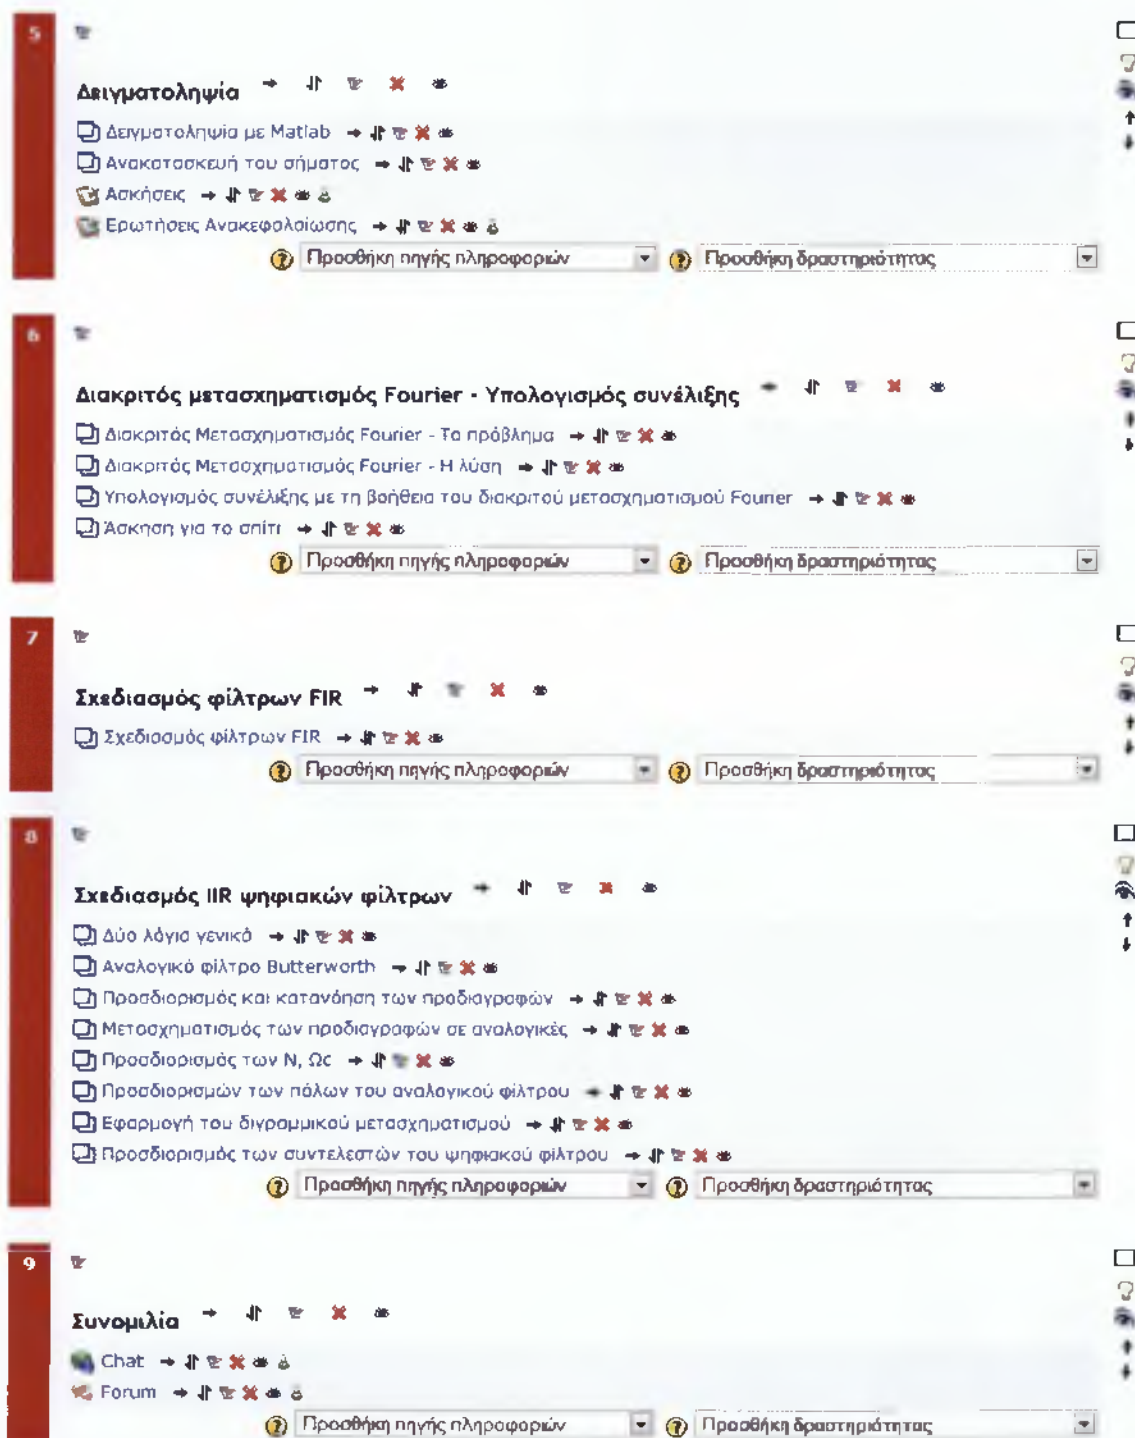 5
Δειγματοληψία
Δειγματοληψία με Matlab
Ανακατασκευή του σήματος
Ασκήσεις
Ερωτήσεις Ανακεφαλαίωσης
Προσθήκη πηγής πληροφοριών Προσθήκη δραστηριότητας
6
Διακριτός μετασχηματισμός Fourier - Υπολογισμός συνέλιξης
Διακριτός Μετασχηματισμός Fourier - Το πρόβλημα
Διακριτός Μετασχηματισμός Fourier - Η λύση
Υπολογισμός συνέλιξης με τη βοήθεια του διακριτού μετασχηματισμού Fourier
Άσκηση για το σπίτι
Προσθήκη πηγής πληροφοριών Προσθήκη δραστηριότητας
7
Σχεδιασμός φίλτρων FIR
Σχεδιασμός φίλτρων FIR
Προσθήκη πηγής πληροφοριών Προσθήκη δραστηριότητας
8
Σχεδιασμός IIR ψηφιακών φίλτρων
Δύο λόγια γενικά
Αναλογικό φίλτρο Butterworth
Προσδιορισμός και κατανόηση των προδιαγραφών
Μετασχηματισμός των προδιαγραφών σε αναλογικές
Προσδιορισμός των N, Ωc
Προσδιορισμών των πόλων του αναλογικού φίλτρου
Εφαρμογή του διγραμμικού μετασχηματισμού
Προσδιορισμός των συντελεστών του ψηφιακού φίλτρου
Προσθήκη πηγής πληροφοριών Προσθήκη δραστηριότητας
9
Συνομιλία
Chat
Forum
Προσθήκη πηγής πληροφοριών Προσθήκη δραστηριότητας